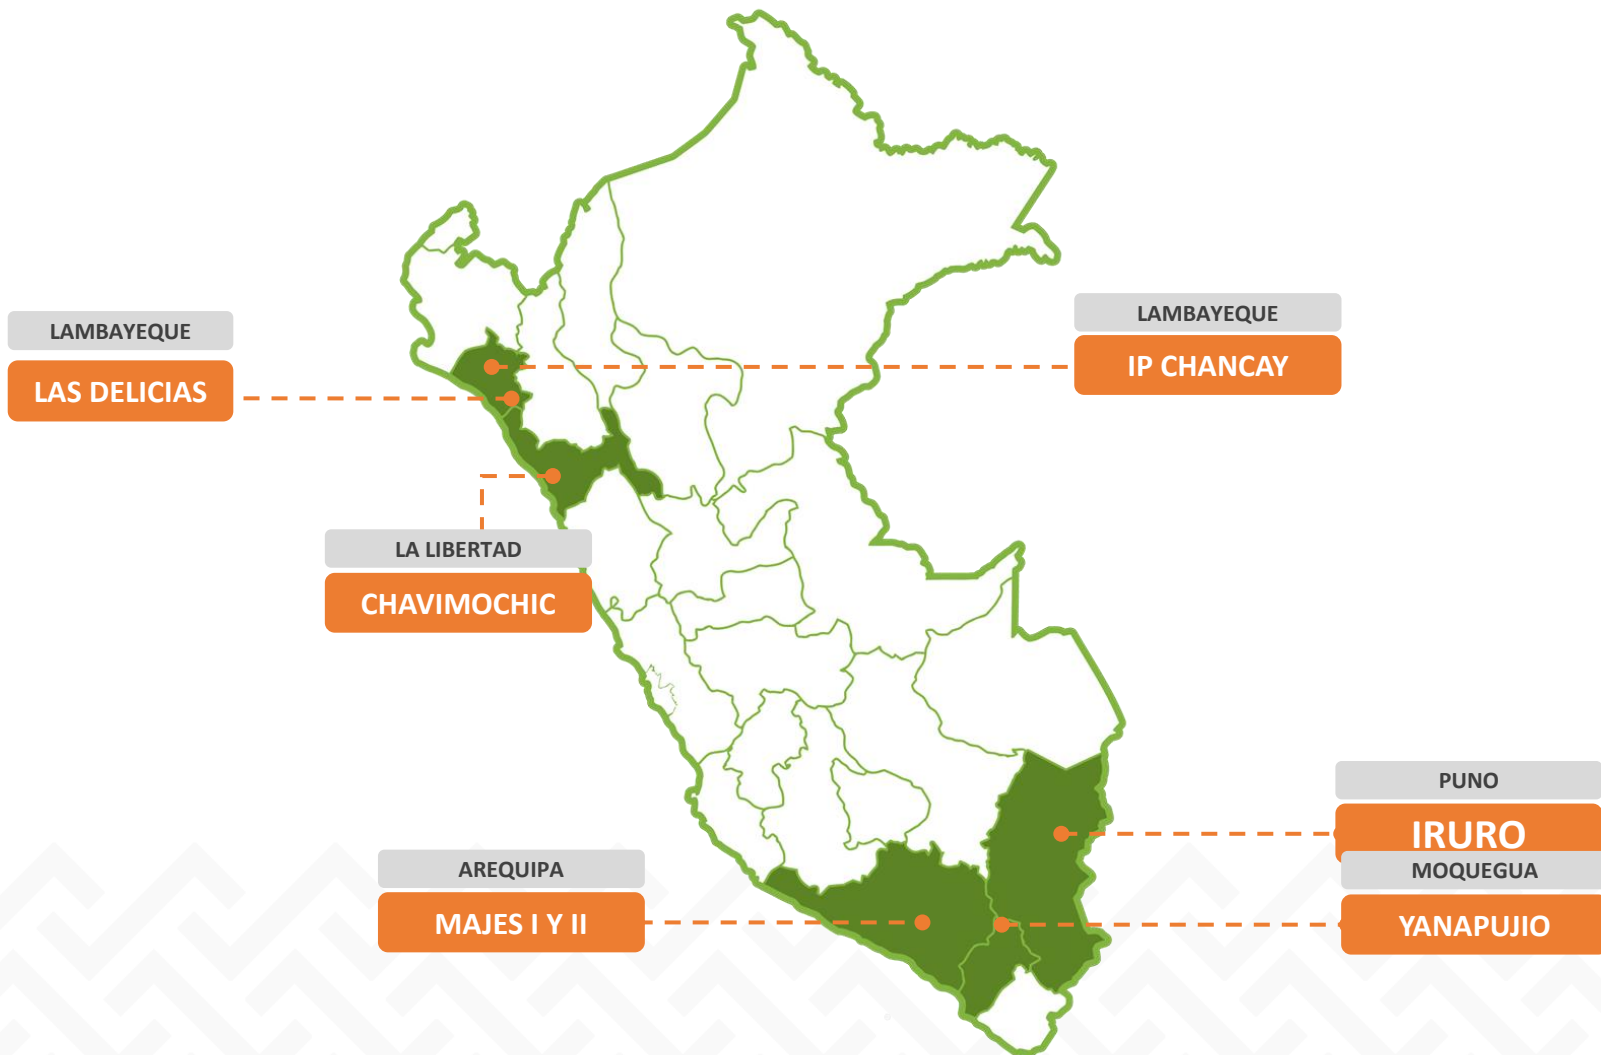 LAMBAYEQUE
LAS DELICIAS
LAMBAYEQUE
IP CHANCAY
LA LIBERTAD
CHAVIMOCHIC
PUNO
IRURO
MOQUEGUA
YANAPUJIO
AREQUIPA
MAJES I Y II